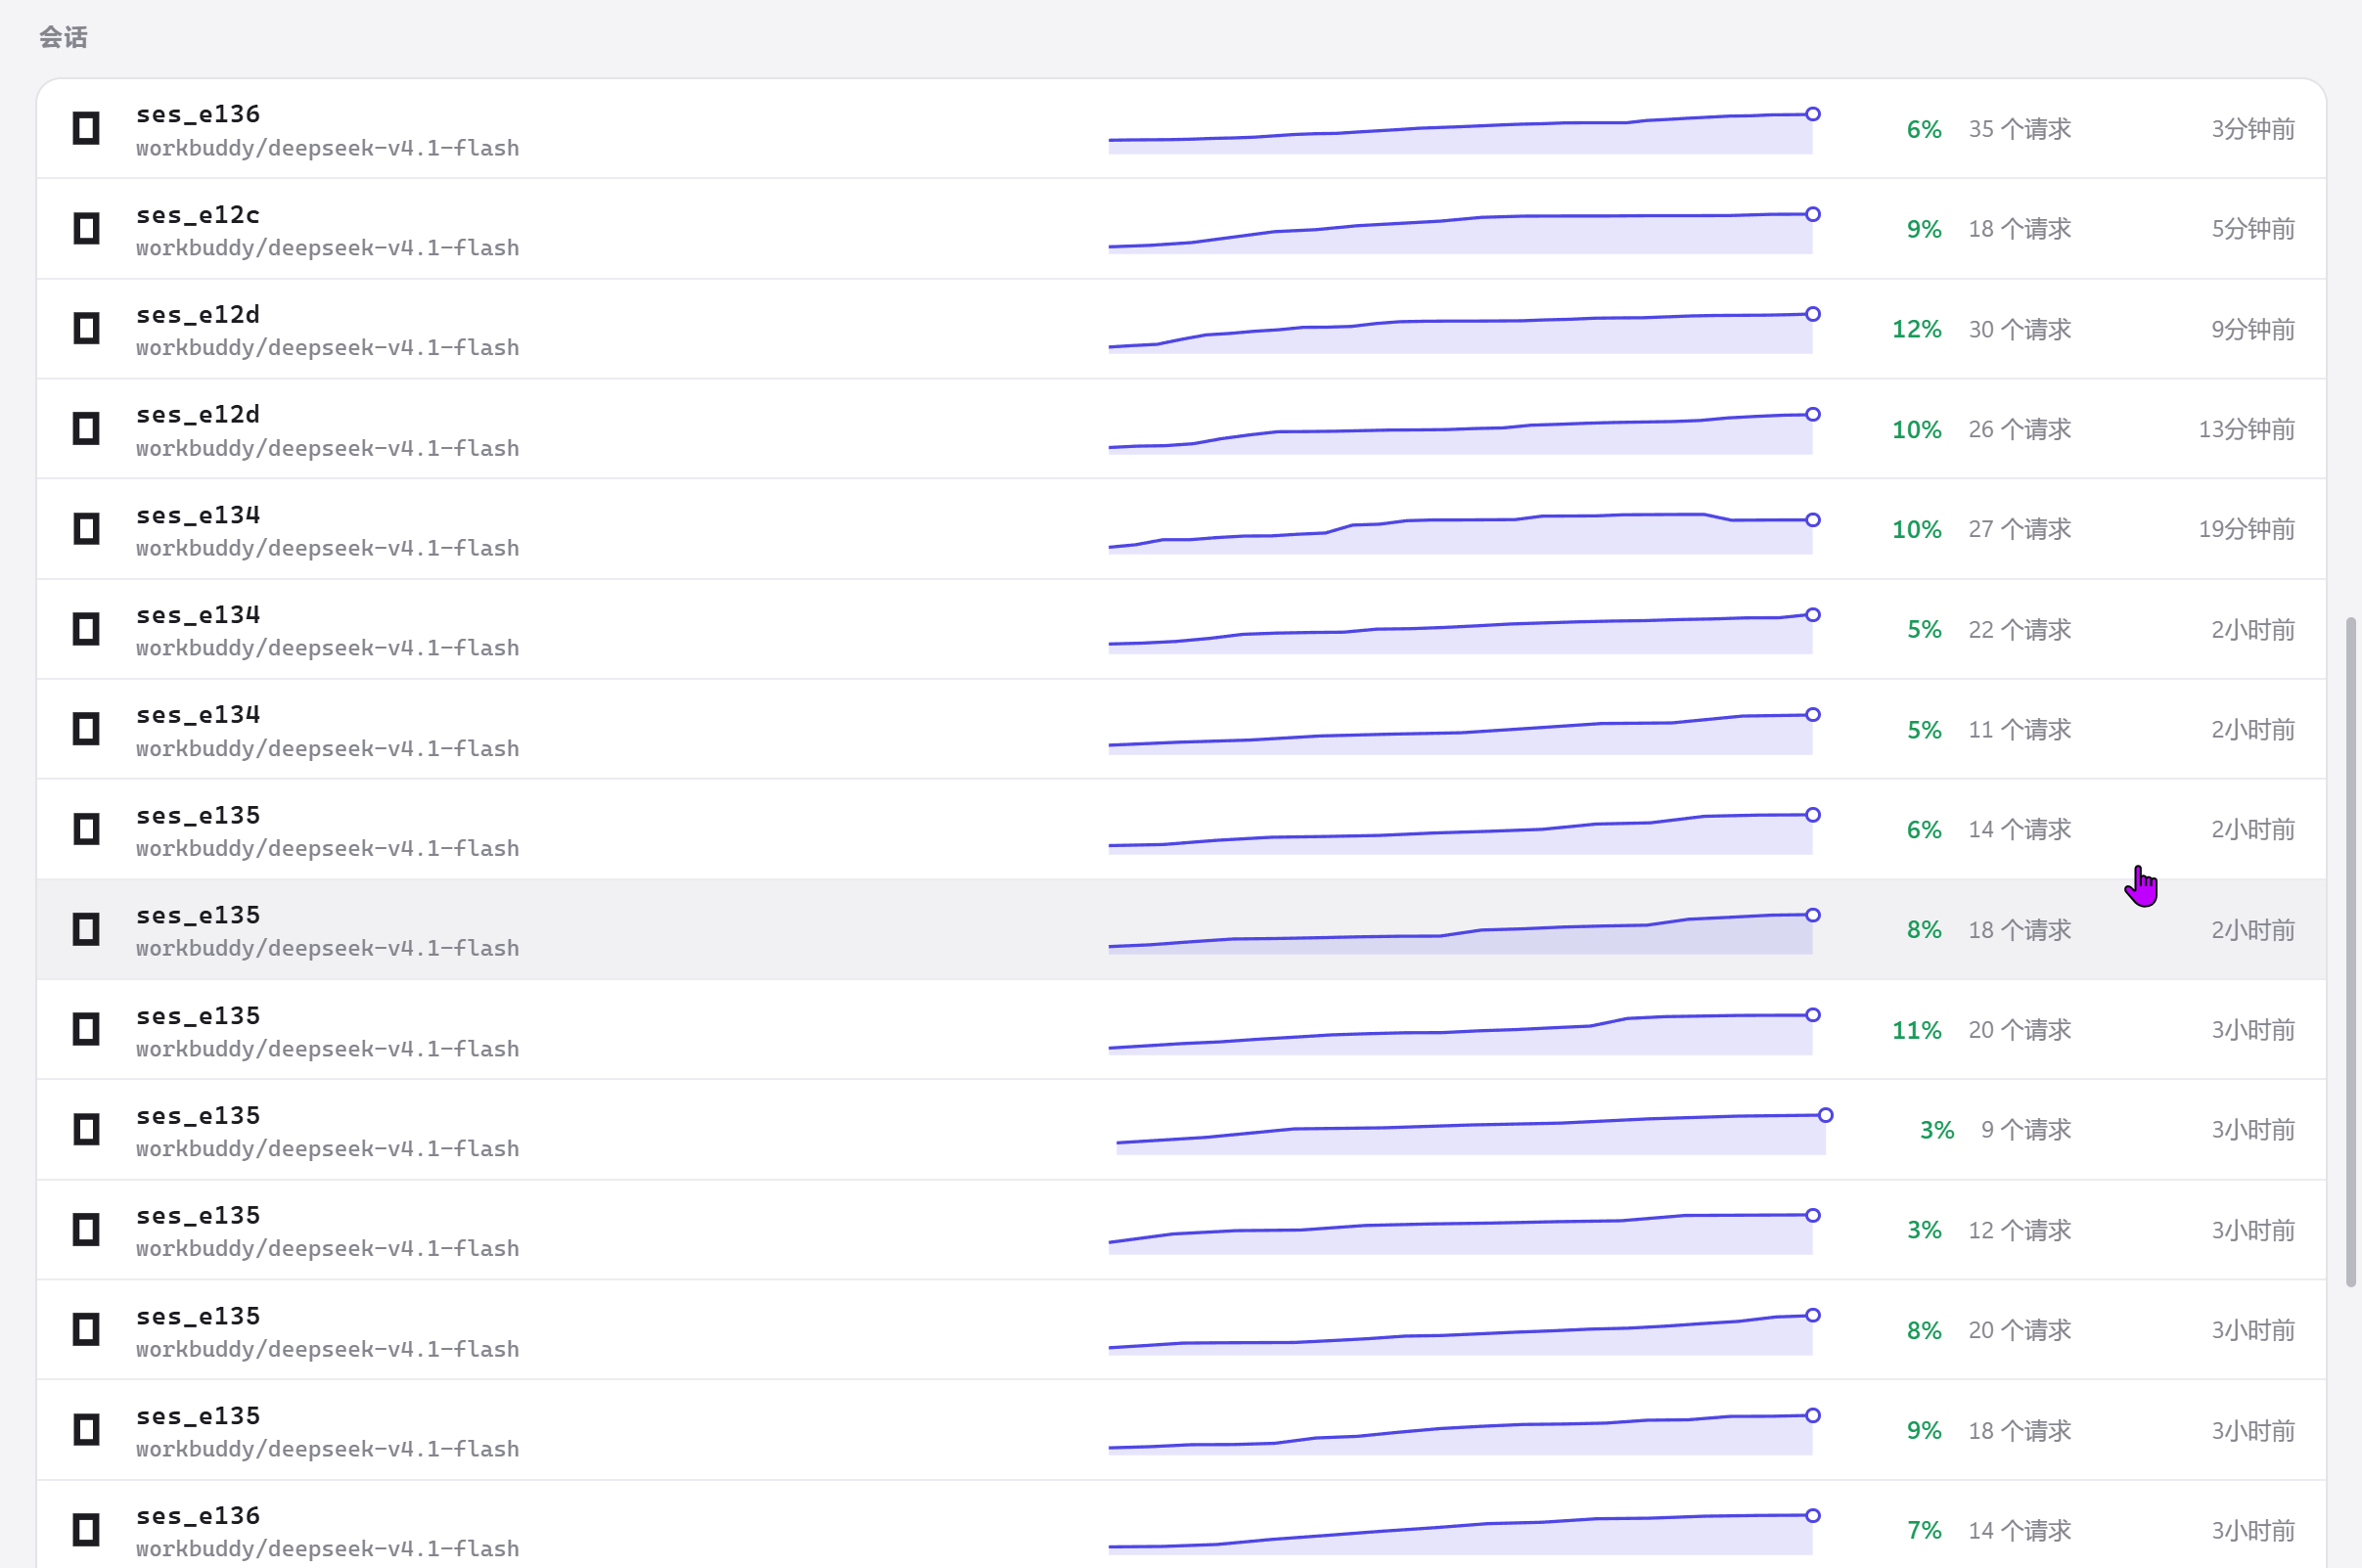 会话
ses_e136
workbuddy/deepseek-v4.1-flash
6% 35 个请求 3分钟前
ses_e12c
workbuddy/deepseek-v4.1-flash
9% 18 个请求 5分钟前
ses_e12d
workbuddy/deepseek-v4.1-flash
12% 30 个请求 9分钟前
ses_e12d
workbuddy/deepseek-v4.1-flash
10% 26 个请求 13分钟前
ses_e134
workbuddy/deepseek-v4.1-flash
10% 27 个请求 19分钟前
ses_e134
workbuddy/deepseek-v4.1-flash
5% 22 个请求 2小时前
ses_e134
workbuddy/deepseek-v4.1-flash
5% 11 个请求 2小时前
ses_e135
workbuddy/deepseek-v4.1-flash
6% 14 个请求 2小时前
ses_e135
workbuddy/deepseek-v4.1-flash
8% 18 个请求 2小时前
ses_e135
workbuddy/deepseek-v4.1-flash
11% 20 个请求 3小时前
ses_e135
workbuddy/deepseek-v4.1-flash
3% 9 个请求 3小时前
ses_e135
workbuddy/deepseek-v4.1-flash
3% 12 个请求 3小时前
ses_e135
workbuddy/deepseek-v4.1-flash
8% 20 个请求 3小时前
ses_e135
workbuddy/deepseek-v4.1-flash
9% 18 个请求 3小时前
ses_e136
workbuddy/deepseek-v4.1-flash
7% 14 个请求 3小时前